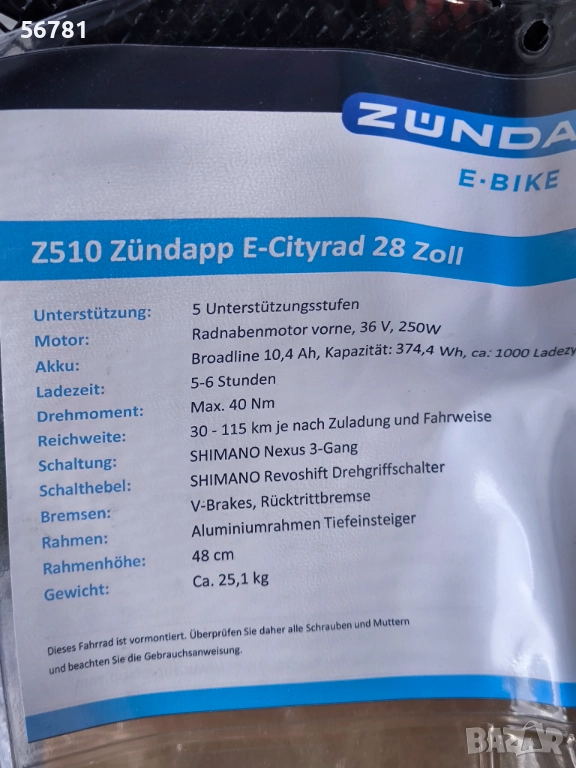 56781
ZÜNDA
E-BIKE
Z510 Zündapp E-Cityrad 28 Zoll
Unterstützung: 5 Unterstützungsstufen
Motor: Radnabenmotor vorne, 36 V, 250W
Akku: Broadline 10,4 Ah, Kapazität: 374,4 Wh, ca. 1000 Ladezy
Ladezeit: 5-6 Stunden
Drehmoment: Max. 40 Nm
Reichweite: 30 - 115 km je nach Zuladung und Fahrweise
Schaltung: SHIMANO Nexus 3-Gang
Schalthebel: SHIMANO Revoshift Drehgriffschalter
Bremsen: V-Brakes, Rücktrittbremse
Rahmen: Aluminiumrahmen Tiefeinsteiger
Rahmenhöhe: 48 cm
Gewicht: Ca. 25,1 kg
Dieses Fahrrad ist vormontiert. Überprüfen Sie daher alle Schrauben und Muttern
und beachten Sie die Gebrauchsanweisung.
BAZAR